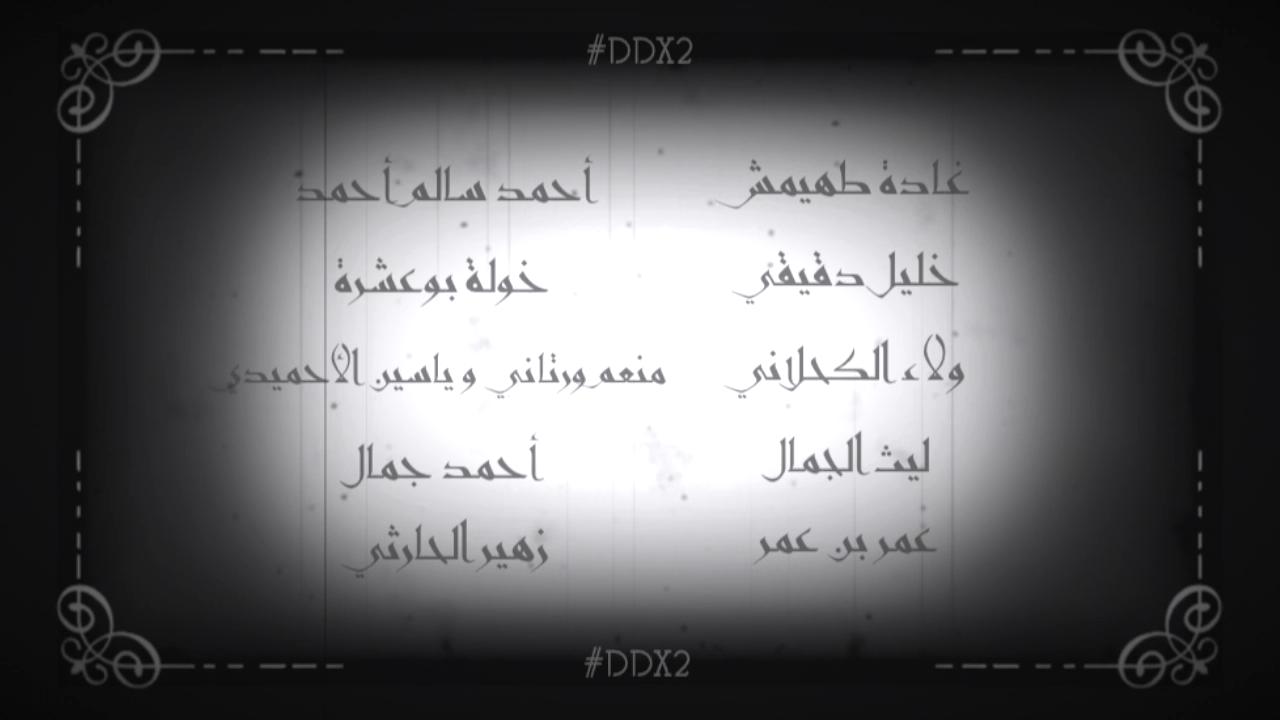 #DDX2
غادة طهيمش أحمد سالم أحمد
خليل دقيقي خولة بوعشرة
ولاء الكحلاني منعم ورتاني و ياسين الأحميدي
ليث الجمال أحمد جمال
عمر بن عمر زهير الحارثي
#DDX2